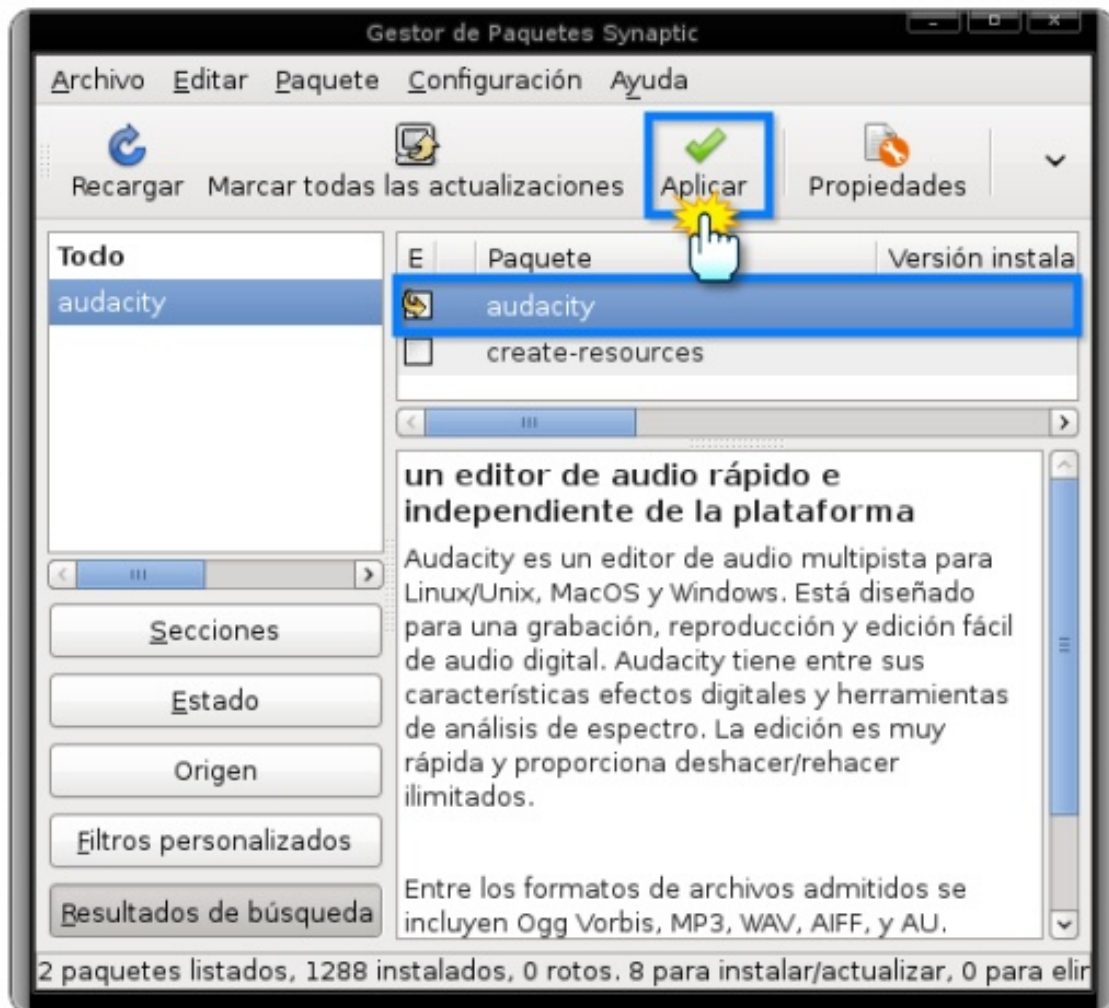 Gestor de Paquetes Synaptic
Archivo Editar Paquete Configuración Ayuda
Recargar Marcar todas las actualizaciones Aplicar Propiedades
Todo
audacity
E Paquete Versión instala
audacity
create-resources
un editor de audio rápido e
independiente de la plataforma
Audacity es un editor de audio multipista para
Linux/Unix, MacOS y Windows. Está diseñado
para una grabación, reproducción y edición fácil
de audio digital. Audacity tiene entre sus
características efectos digitales y herramientas
de análisis de espectro. La edición es muy
rápida y proporciona deshacer/rehacer
ilimitados.
Entre los formatos de archivos admitidos se
incluyen Ogg Vorbis, MP3, WAV, AIFF, y AU.
Secciones
Estado
Origen
Filtros personalizados
Resultados de búsqueda
2 paquetes listados, 1288 instalados, 0 rotos. 8 para instalar/actualizar, 0 para elir